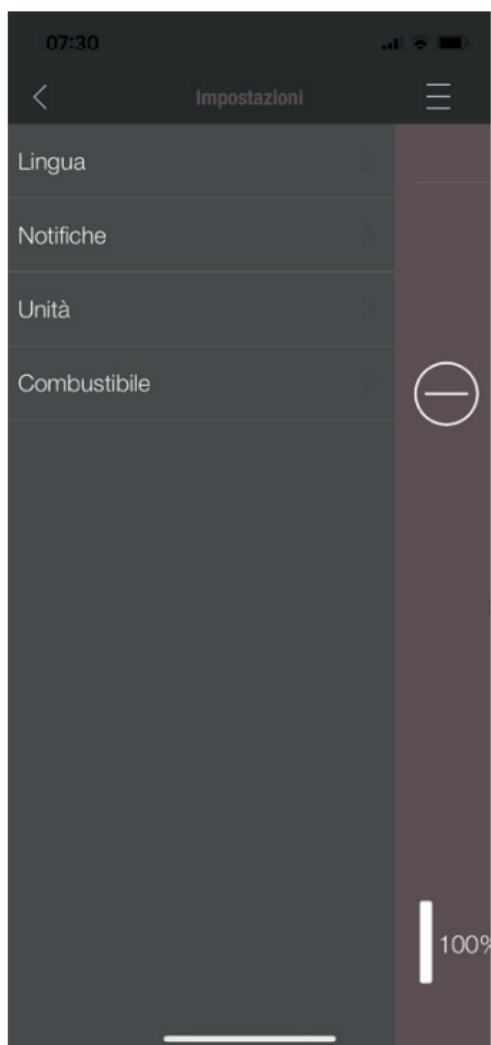 07:30
Impostazioni
Lingua
Notifiche
Unità
Combustibile
100%